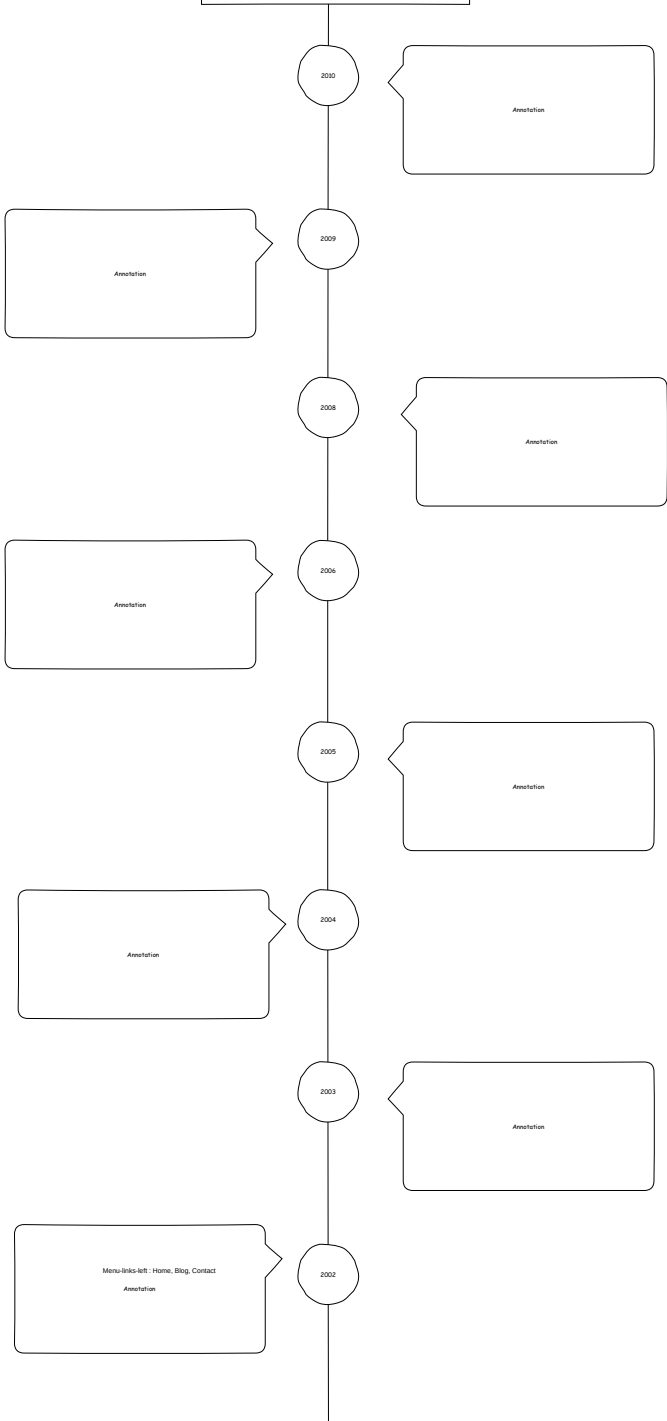 2010
Annotation
2009
Annotation
2008
Annotation
2006
Annotation
2005
Annotation
2004
Annotation
2003
Annotation
Menu-links-left : Home, Blog, Contact
2002
Annotation